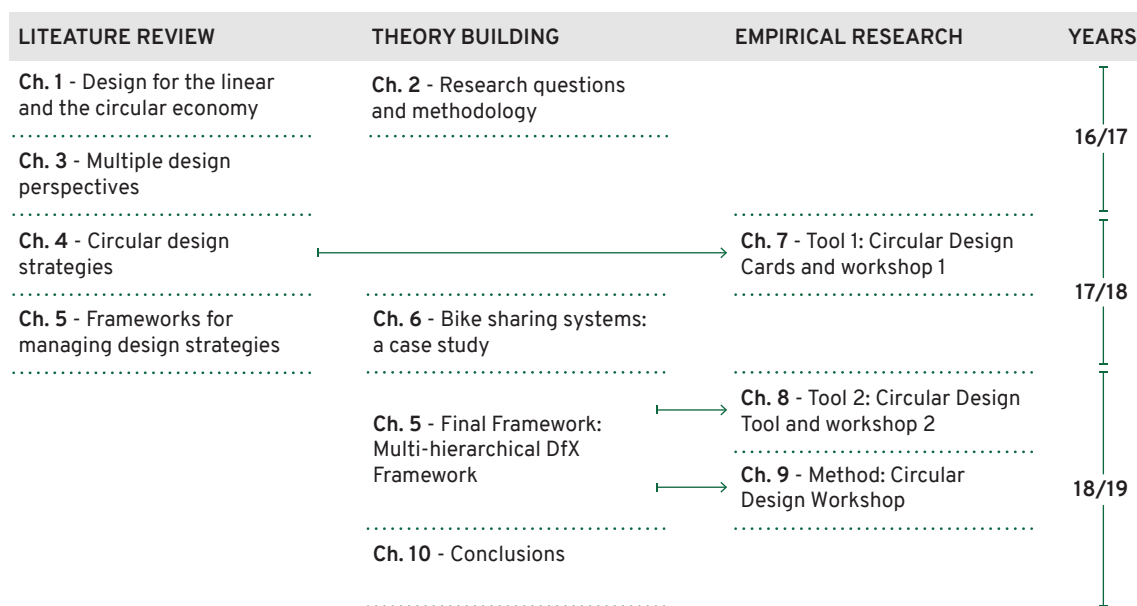 LITEATURE REVIEW
THEORY BUILDING
EMPIRICAL RESEARCH
YEARS
Ch. 1 - Design for the linear
and the circular economy
Ch. 2 - Research questions
and methodology
16/17
Ch. 3 - Multiple design
perspectives
Ch. 4 - Circular design
strategies
Ch. 7 - Tool 1: Circular Design
Cards and workshop 1
17/18
Ch. 5 - Frameworks for
managing design strategies
Ch. 6 - Bike sharing systems:
a case study
Ch. 5 - Final Framework:
Multi-hierarchical DfX
Framework
Ch. 8 - Tool 2: Circular Design
Tool and workshop 2
Ch. 9 - Method: Circular
Design Workshop
18/19
Ch. 10 - Conclusions